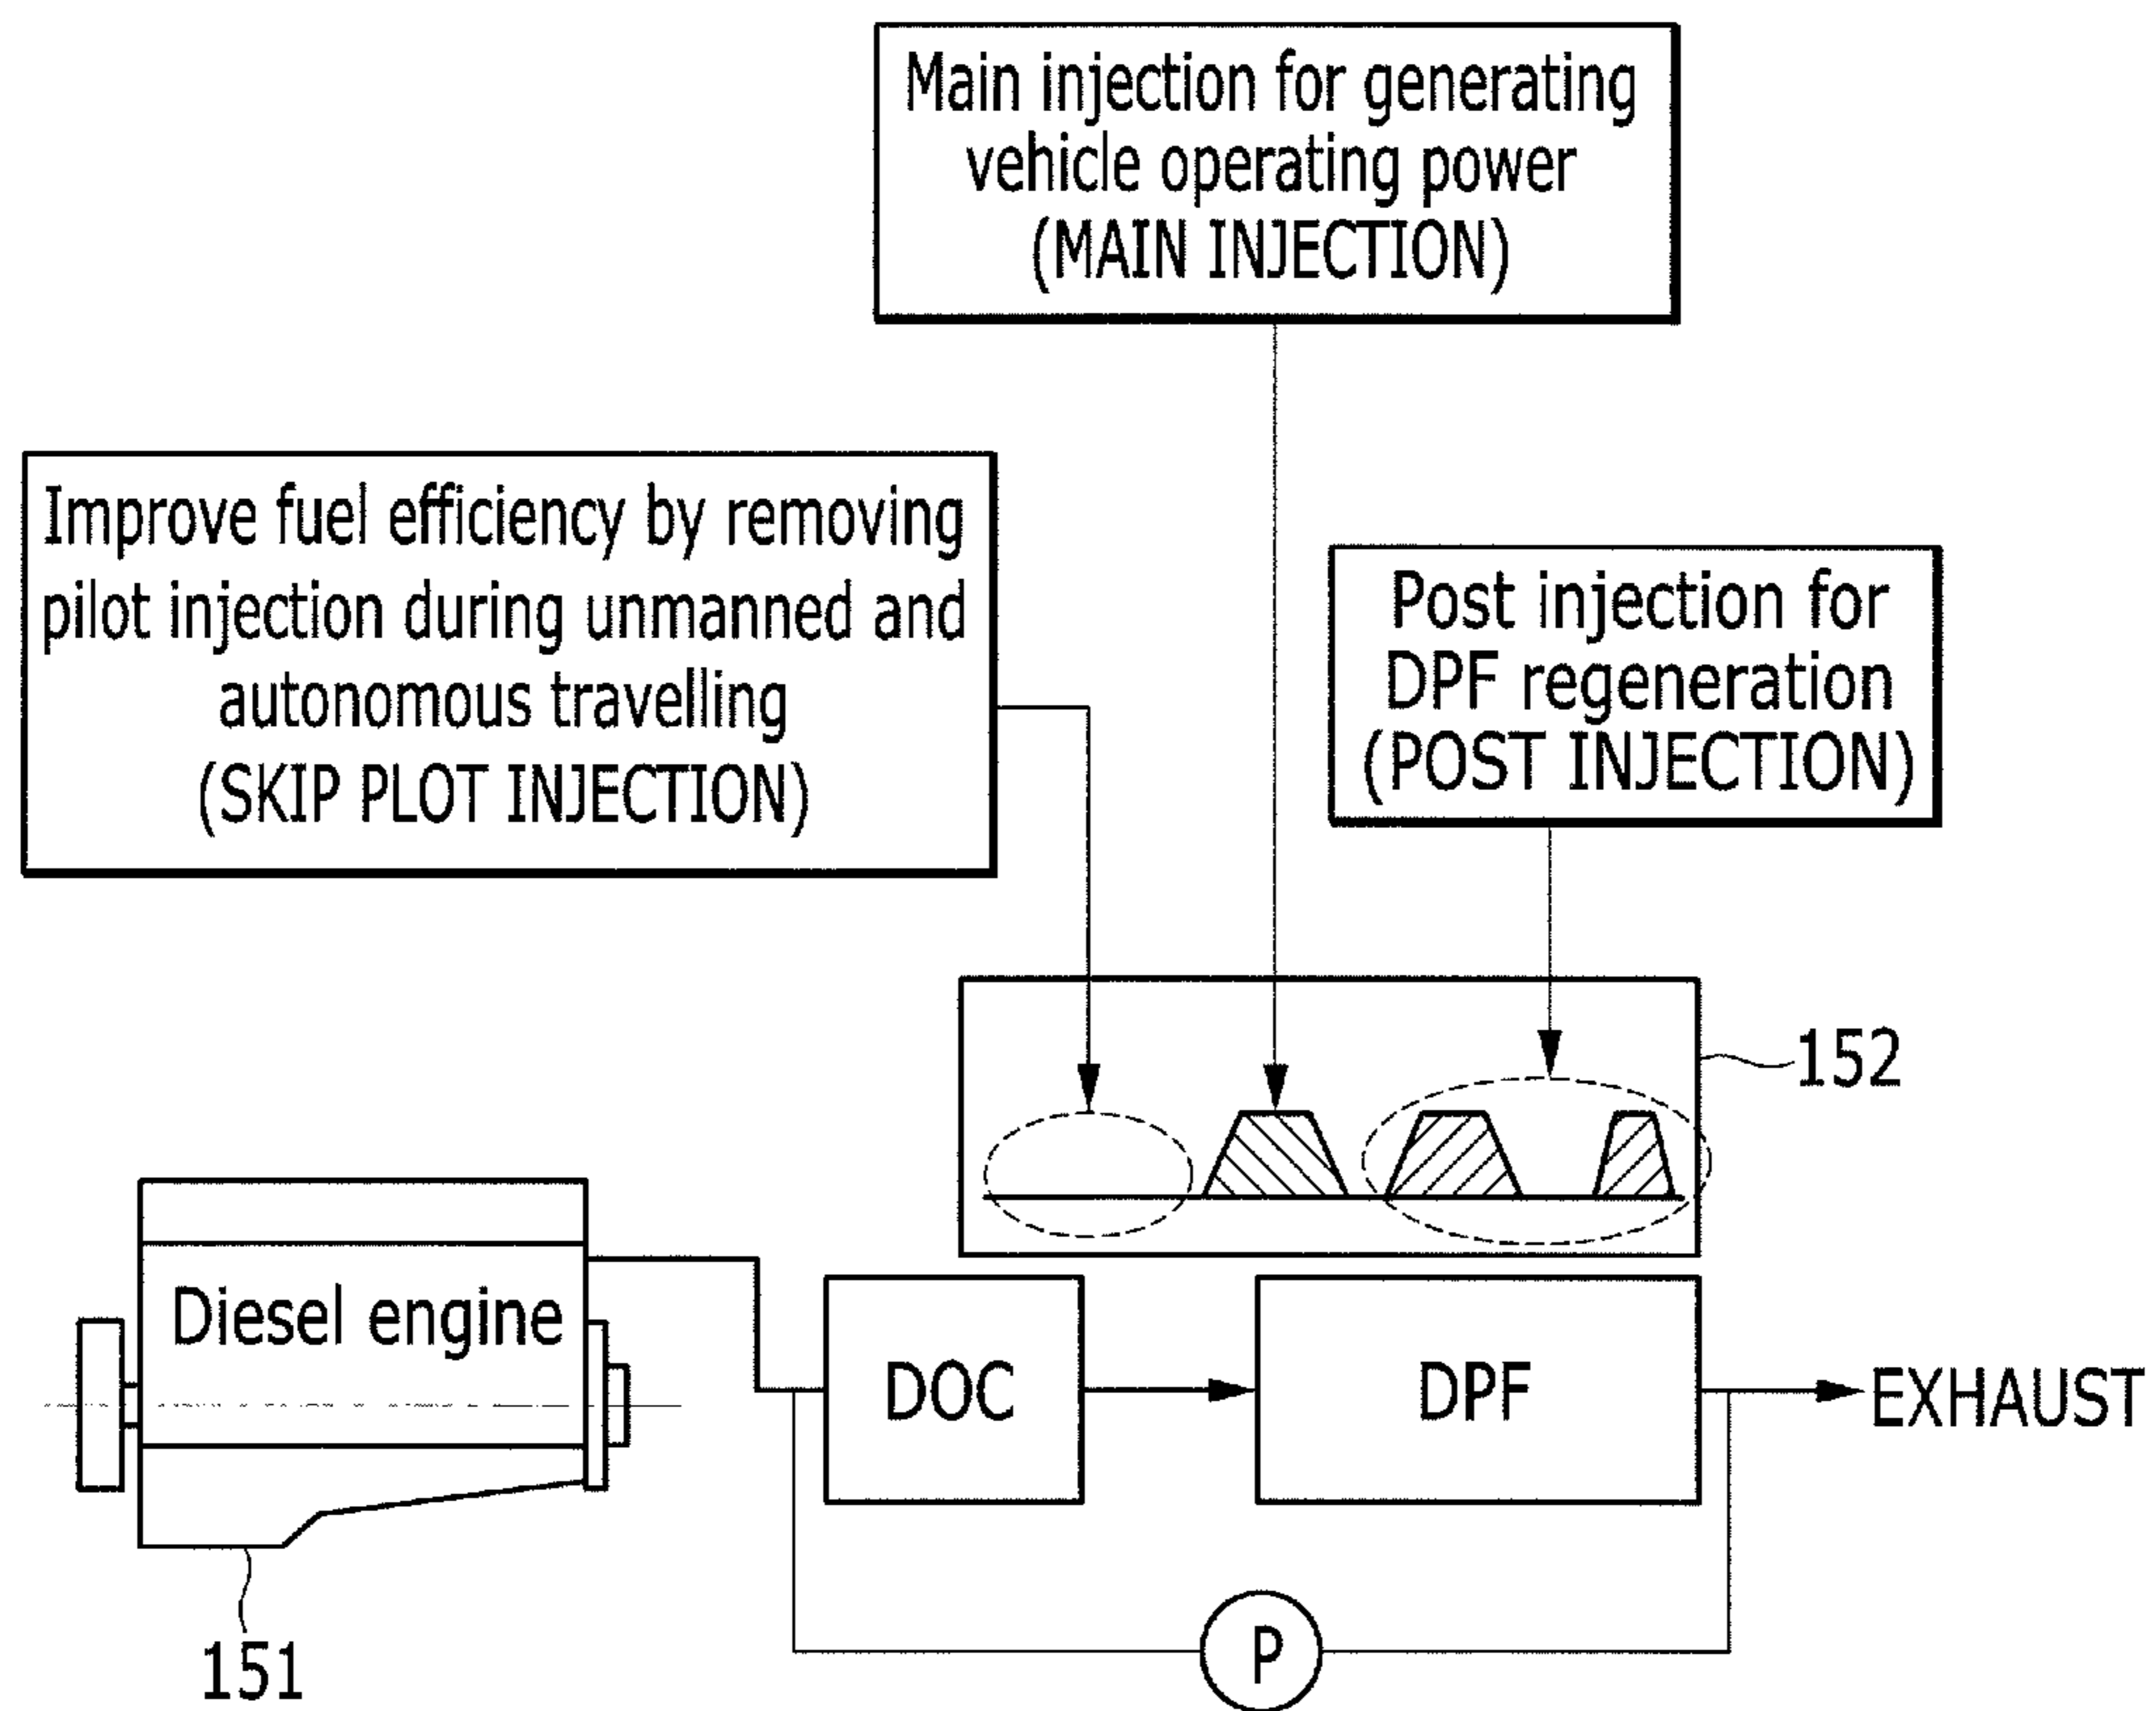 Main injection for generating
vehicle operating power
(MAIN INJECTION)
Improve fuel efficiency by removing
pilot injection during unmanned and
autonomous travelling
(SKIP PLOT INJECTION)
Post injection for
DPF regeneration
(POST INJECTION)
152
Diesel engine
DOC
DPF
EXHAUST
151
P